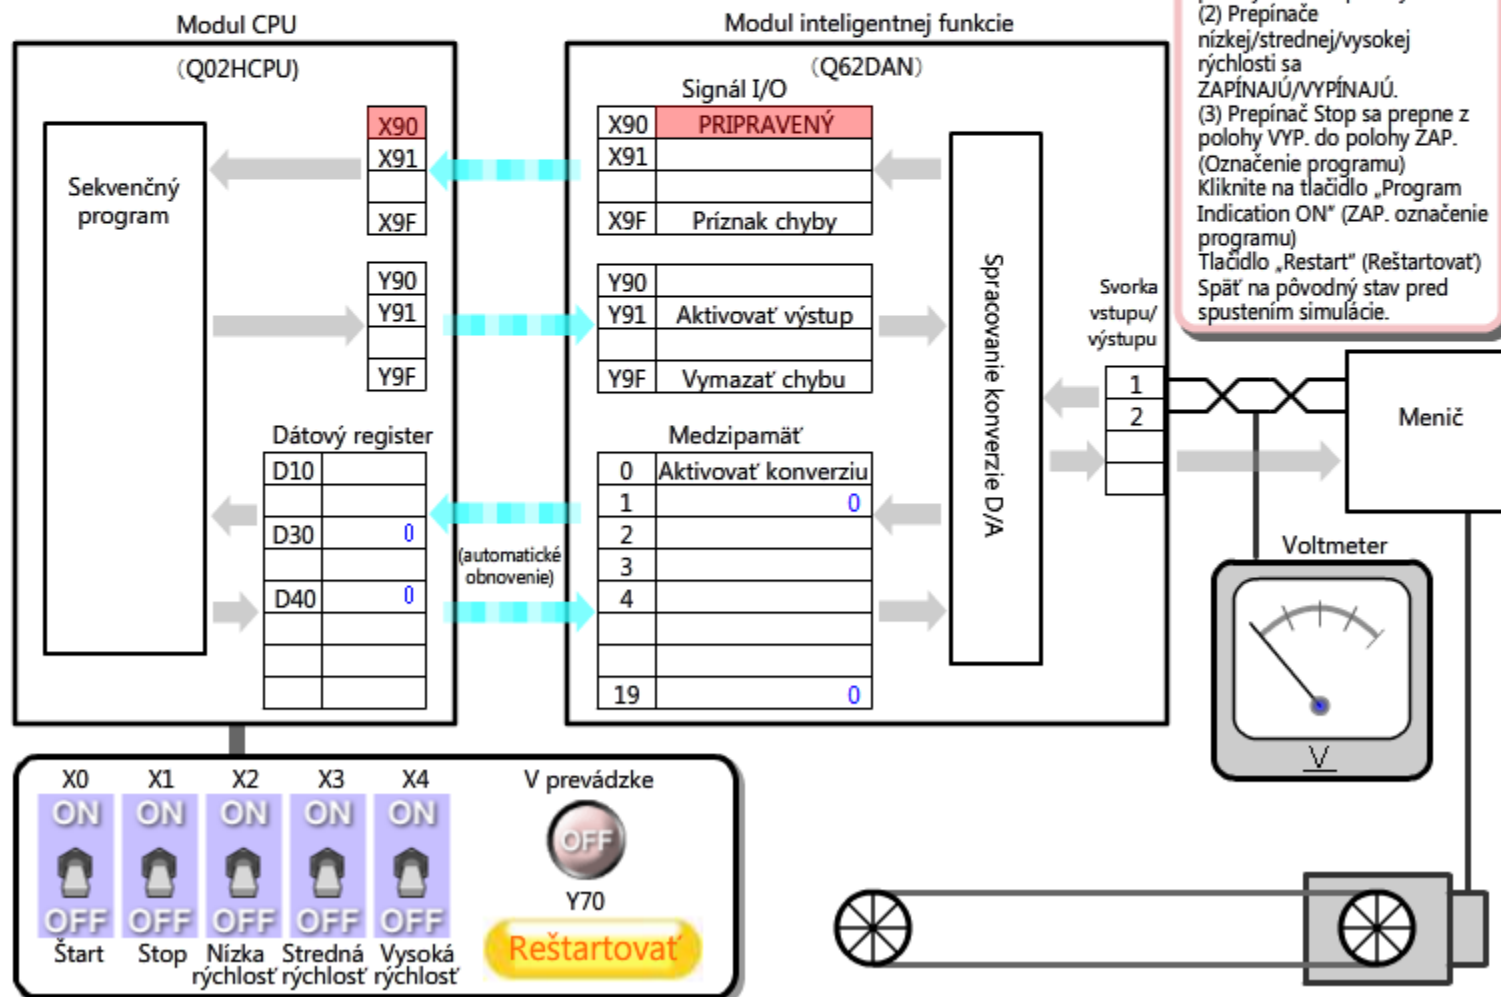 Modul CPU
(Q02HCPU)
Sekvenčný
program
X90
X91
X9F
Y90
Y91
Y9F
Dátový register
D10
D30 0
D40 0
(automatické
obnovenie)
Modul inteligentnej funkcie
(Q62DAN)
Signál I/O
X90 PRIPRAVENÝ
X91
X9F Príznak chyby
Y90
Y91 Aktivovať výstup
Y9F Vymazať chybu
Medzipamäť
0 Aktivovať konverziu
1 0
2
3
4
19 0
Spracovanie konverzie D/A
Svorka
vstupu/
výstupu
1
2
(2) Prepínače
nízkej/strednej/vysokej
rýchlosti sa
ZAPÍNAJÚ/VYPÍNAJÚ.
(3) Prepínač Stop sa prepne z
polohy VYP. do polohy ZAP.
(Označenie programu)
Kliknite na tlačidlo „Program
Indication ON" (ZAP. označenie
programu)
Tlačidlo „Restart" (Reštartovať)
Späť na pôvodný stav pred
spustením simulácie.
Menič
Voltmeter
V
X0 X1 X2 X3 X4
ON ON ON ON ON
OFF OFF OFF OFF OFF
Štart Stop Nízka Stredná Vysoká
rýchlosť rýchlosť rýchlosť
V prevádzke
OFF
Y70
Reštartovať